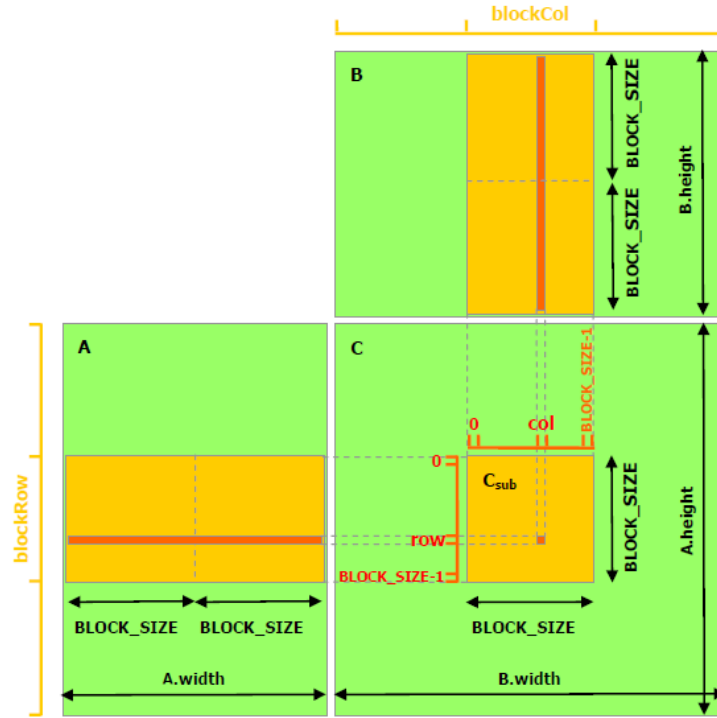 blockCol
B
BLOCK_SIZE
BLOCK_SIZE
B.height
A
C
BLOCK_SIZE-1
0
col
0
Csub
BLOCK_SIZE
A.height
blockRow
row
BLOCK_SIZE-1
BLOCK_SIZE
BLOCK_SIZE
BLOCK_SIZE
A.width
B.width